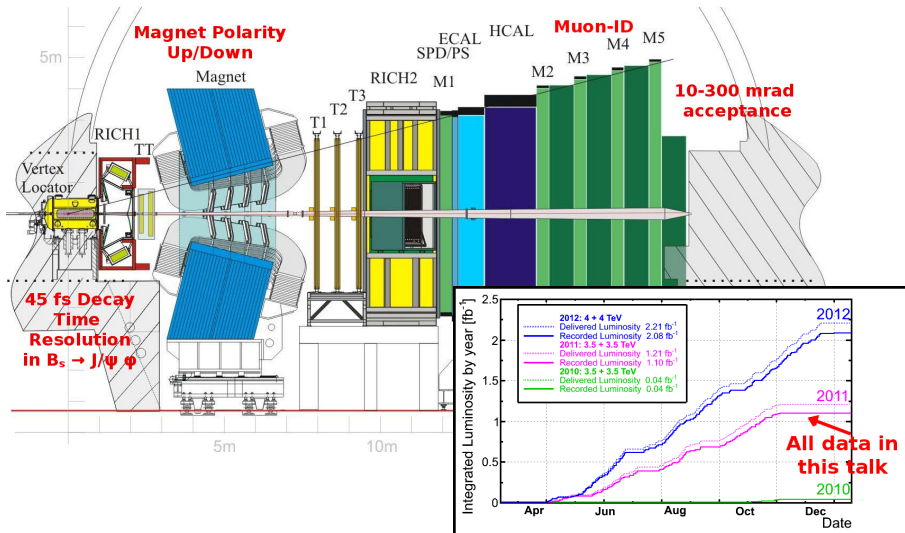 Magnet Polarity
Up/Down
Muon-ID
10-300 mrad
acceptance
5m
Magnet
ECAL
HCAL
SPD/PS
RICH2
M1
M2
M3
M4
M5
T1
T2
T3
RICH1
TT
Vertex
Locator
45 fs Decay
Time
Resolution
in Bₛ → J/ψ φ
5m
10m
Integrated Luminosity by year [fb⁻¹]
2.5
2
1.5
1
0.5
0
2012: 4 + 4 TeV
Delivered Luminosity 2.21 fb⁻¹
Recorded Luminosity 2.08 fb⁻¹
2011: 3.5 + 3.5 TeV
Delivered Luminosity 1.21 fb⁻¹
Recorded Luminosity 1.10 fb⁻¹
2010: 3.5 + 3.5 TeV
Delivered Luminosity 0.04 fb⁻¹
Recorded Luminosity 0.04 fb⁻¹
2012
2011
All data in
this talk
2010
Apr
Jun
Aug
Oct
Dec
Date